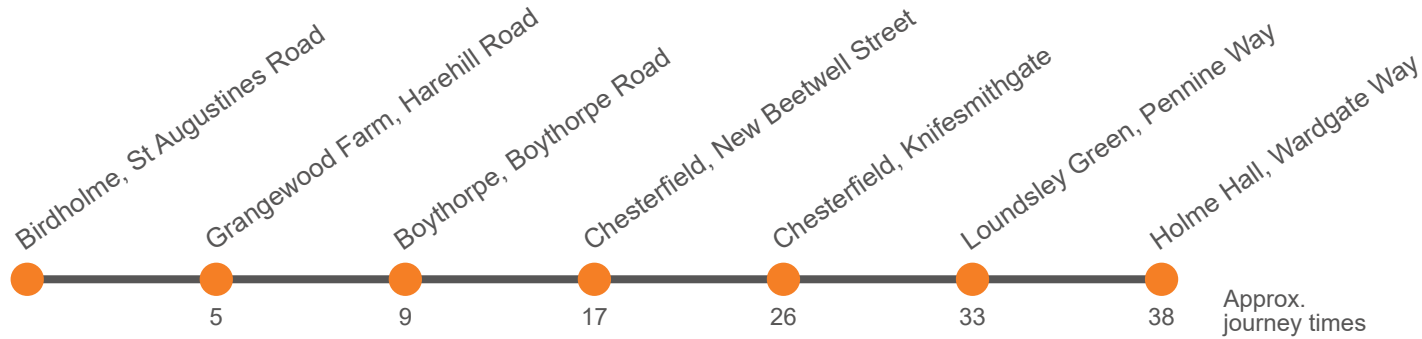 Birdholme, St Augustines Road
Grangewood Farm, Harehill Road
Boythorpe, Boythorpe Road
Chesterfield, New Beetwell Street
Chesterfield, Knifesmithgate
Loundsley Green, Pennine Way
Holme Hall, Wardgate Way
5
9
17
26
33
38
Approx.
journey times